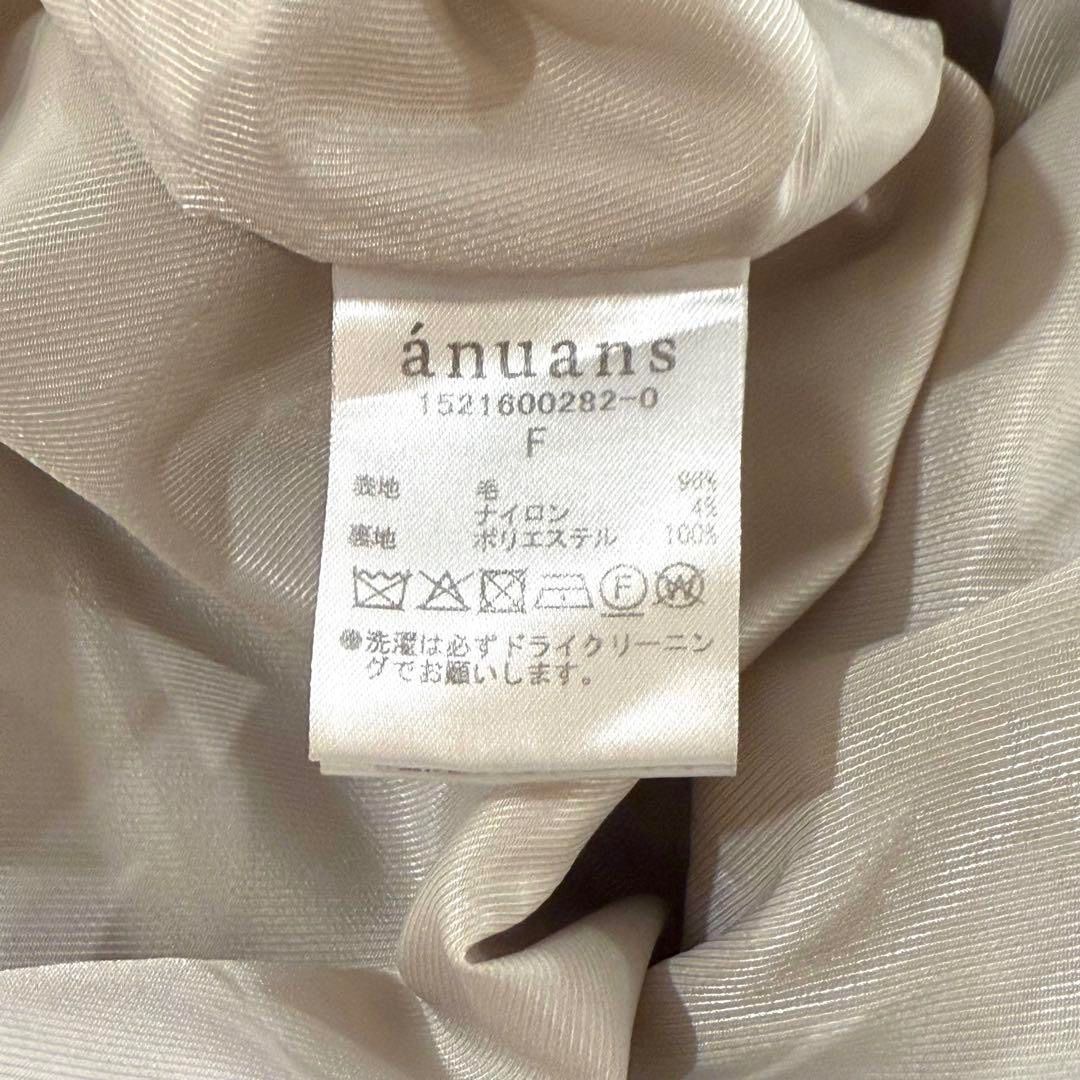 ánuans
1521600282-0
F
表地 毛 96%
ナイロン 4%
裏地 ポリエステル 100%
F W
●洗濯は必ずドライクリーニン
グでお願いします。